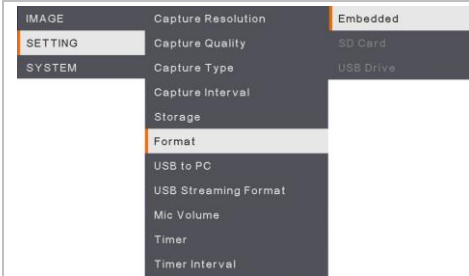 IMAGE
SETTING
SYSTEM
Capture Resolution
Capture Quality
Capture Type
Capture Interval
Storage
Format
USB to PC
USB Streaming Format
Mic Volume
Timer
Timer Interval
Embedded
SD Card
USB Drive